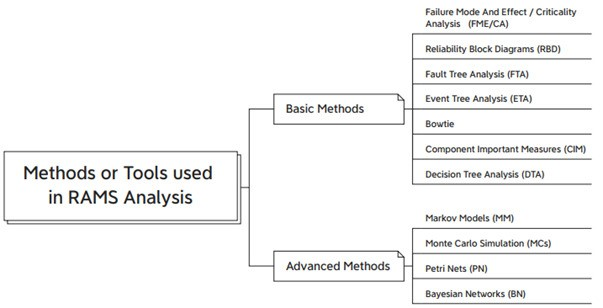 Methods or Tools used
in RAMS Analysis
Basic Methods
Failure Mode And Effect / Criticality
Analysis (FME/CA)
Reliability Block Diagrams (RBD)
Fault Tree Analysis (FTA)
Event Tree Analysis (ETA)
Bowtie
Component Important Measures (CIM)
Decision Tree Analysis (DTA)
Advanced Methods
Markov Models (MM)
Monte Carlo Simulation (MCs)
Petri Nets (PN)
Bayesian Networks (BN)